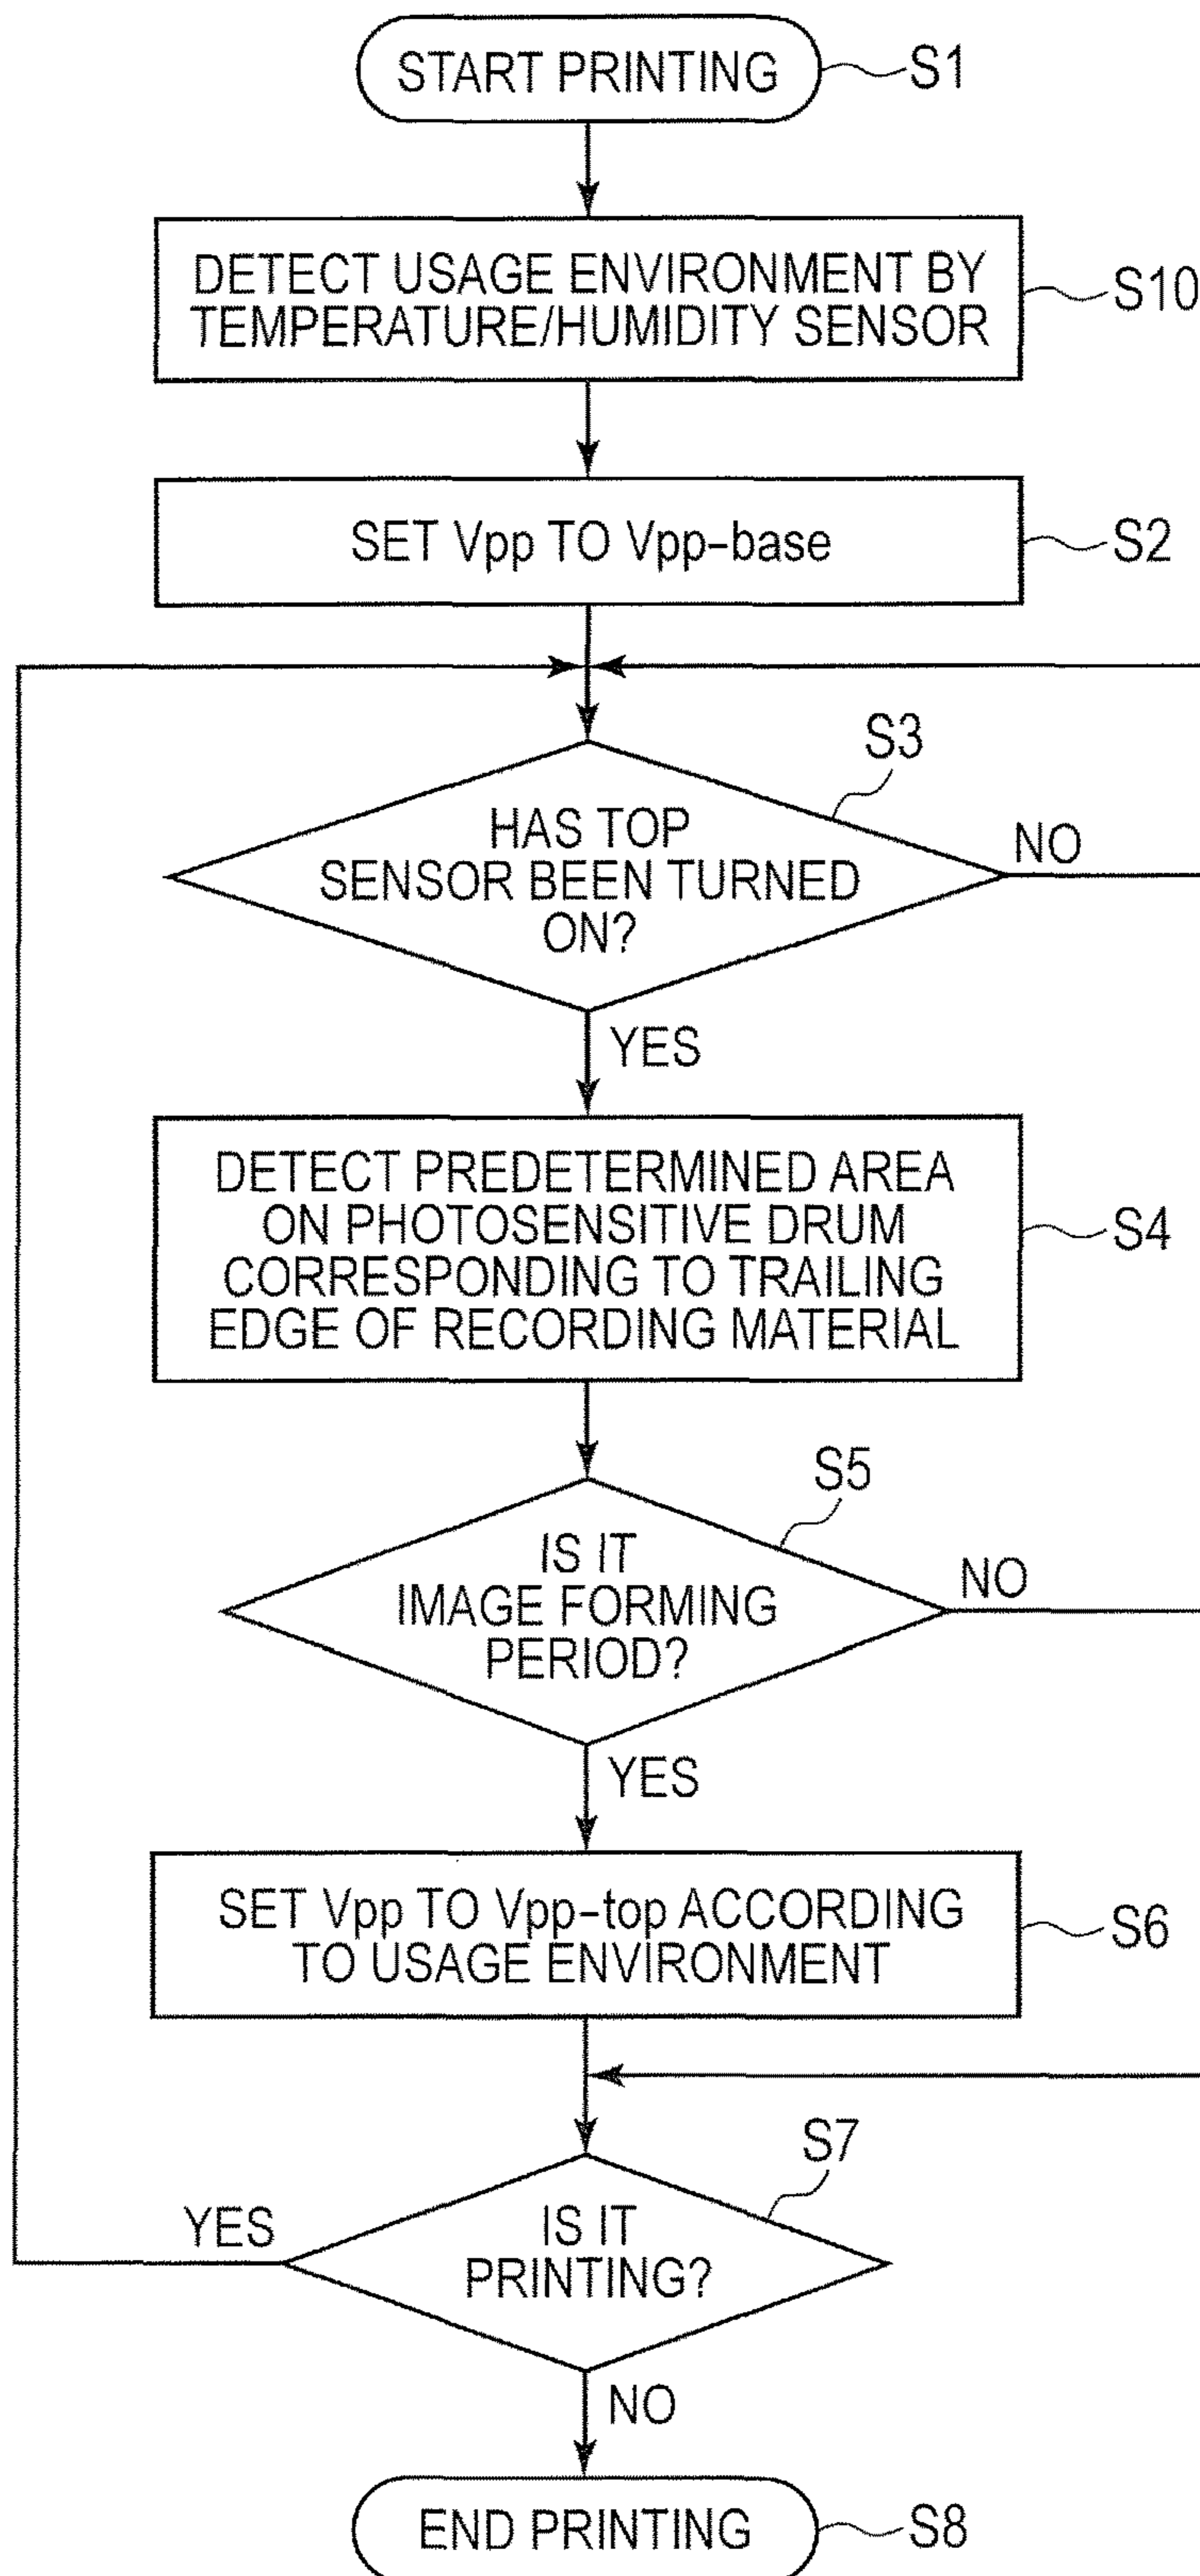 START PRINTING
S1
DETECT USAGE ENVIRONMENT BY
TEMPERATURE/HUMIDITY SENSOR
S10
SET Vpp TO Vpp-base
S2
S3
HAS TOP
SENSOR BEEN TURNED
ON?
NO
YES
DETECT PREDETERMINED AREA
ON PHOTOSENSITIVE DRUM
CORRESPONDING TO TRAILING
EDGE OF RECORDING MATERIAL
S4
S5
IS IT
IMAGE FORMING
PERIOD?
NO
YES
SET Vpp TO Vpp-top ACCORDING
TO USAGE ENVIRONMENT
S6
S7
YES
IS IT
PRINTING?
NO
END PRINTING
S8